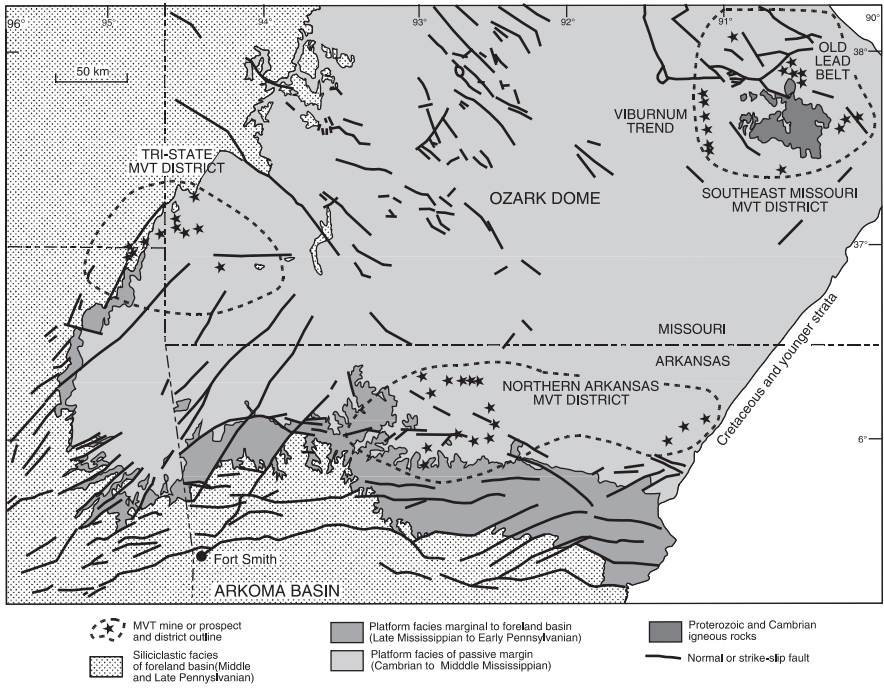 96°
95
94
93°
92°
91°
90°
38°
50 km
OLD
LEAD
BELT
VIBURNUM
TREND
TRI-STATE
MVT DISTRICT
OZARK DOME
SOUTHEAST MISSOURI
MVT DISTRICT
37°
MISSOURI
ARKANSAS
NORTHERN ARKANSAS
MVT DISTRICT
Cretaceous and younger strata
6°
Fort Smith
ARKOMA BASIN
MVT mine or prospect
and district outline
Siliciclastic facies
of foreland basin(Middle
and Late Pennyslvanian)
Platform facies marginal to foreland basin
(Late Mississippian to Early Pennsylvanian)
Platform facies of passive margin
(Cambrian to Midddle Mississippian)
Proterozoic and Cambrian
igneous rocks
Normal or strike-slip fault